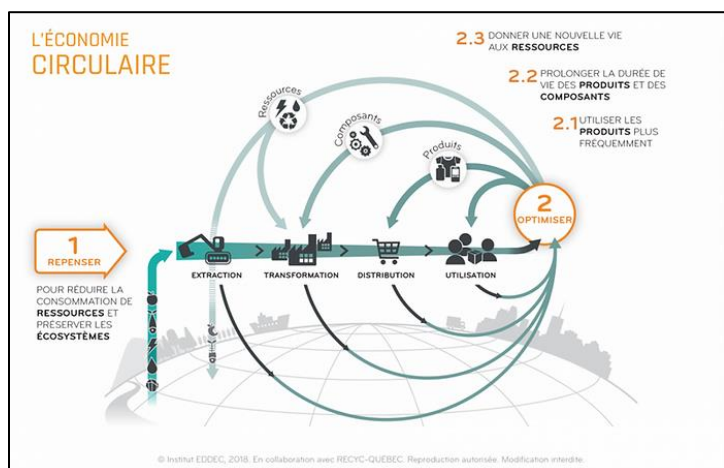 L'ÉCONOMIE
CIRCULAIRE
2.3 DONNER UNE NOUVELLE VIE
AUX RESSOURCES
2.2 PROLONGER LA DURÉE DE
VIE DES PRODUITS ET DES
COMPOSANTS
2.1 UTILISER LES
PRODUITS PLUS
FRÉQUEMMENT
Ressources
Composants
Produits
2
OPTIMISER
1
REPENSER
EXTRACTION
TRANSFORMATION
DISTRIBUTION
UTILISATION
POUR RÉDUIRE LA
CONSOMMATION DE
RESSOURCES ET
PRÉSERVER LES
ÉCOSYSTÈMES
© Institut EDDEC, 2018. En collaboration avec RECYC-QUÉBEC. Reproduction autorisée. Modification interdite.